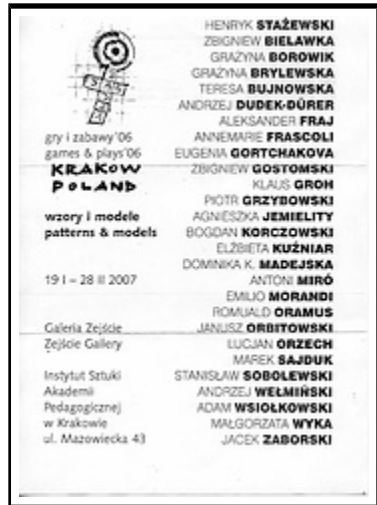 gry i zabawy'06
games & plays'06
KRAKOW
POLAND
wzory i modele
patterns & models
19 I – 28 II 2007
Galeria Zejście
Zejście Gallery
Instytut Sztuki
Akademii
Pedagogicznej
w Krakowie
ul. Mazowiecka 43
HENRYK STAŻEWSKI
ZBIGNIEW BIELAWKA
GRAŻYNA BOROWIK
GRAŻYNA BRYLEWSKA
TERESA BUJNOWSKA
ANDRZEJ DUDEK-DÜRER
ALEKSANDER FRAJ
ANNEMARIE FRASCOLI
EUGENIA GORTCHAKOVA
ZBIGNIEW GOSTOMSKI
KLAUS GROH
PIOTR GRZYBOWSKI
AGNIESZKA JEMIELITY
BOGDAN KORCZOWSKI
ELŻBIETA KUŹNIAR
DOMINIKA K. MADEJSKA
ANTONI MIRÓ
EMILIO MORANDI
ROMUALD ORAMUS
JANUSZ ORBITOWSKI
LUCJAN ORZECH
MAREK SAJDUK
STANISŁAW SOBOLEWSKI
ANDRZEJ WEŁMIŃSKI
ADAM WSIOŁKOWSKI
MAŁGORZATA WYKA
JACEK ZABORSKI